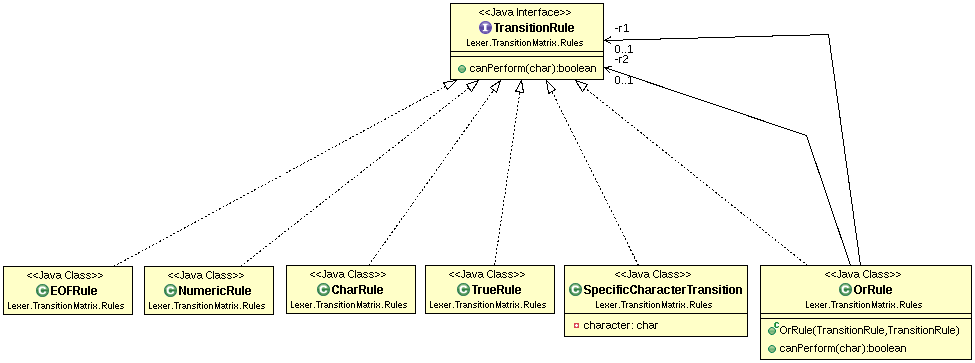 <<Java Interface>>
I TransitionRule
Lexer.TransitionMatrix.Rules
canPerform(char):boolean
-r1
0..1
-r2
0..1
<<Java Class>>
C EOFRule
Lexer.TransitionMatrix.Rules
<<Java Class>>
C NumericRule
Lexer.TransitionMatrix.Rules
<<Java Class>>
C CharRule
Lexer.TransitionMatrix.Rules
<<Java Class>>
C TrueRule
Lexer.TransitionMatrix.Rules
<<Java Class>>
C SpecificCharacterTransition
Lexer.TransitionMatrix.Rules
character: char
<<Java Class>>
C OrRule
Lexer.TransitionMatrix.Rules
C OrRule(TransitionRule,TransitionRule)
canPerform(char):boolean